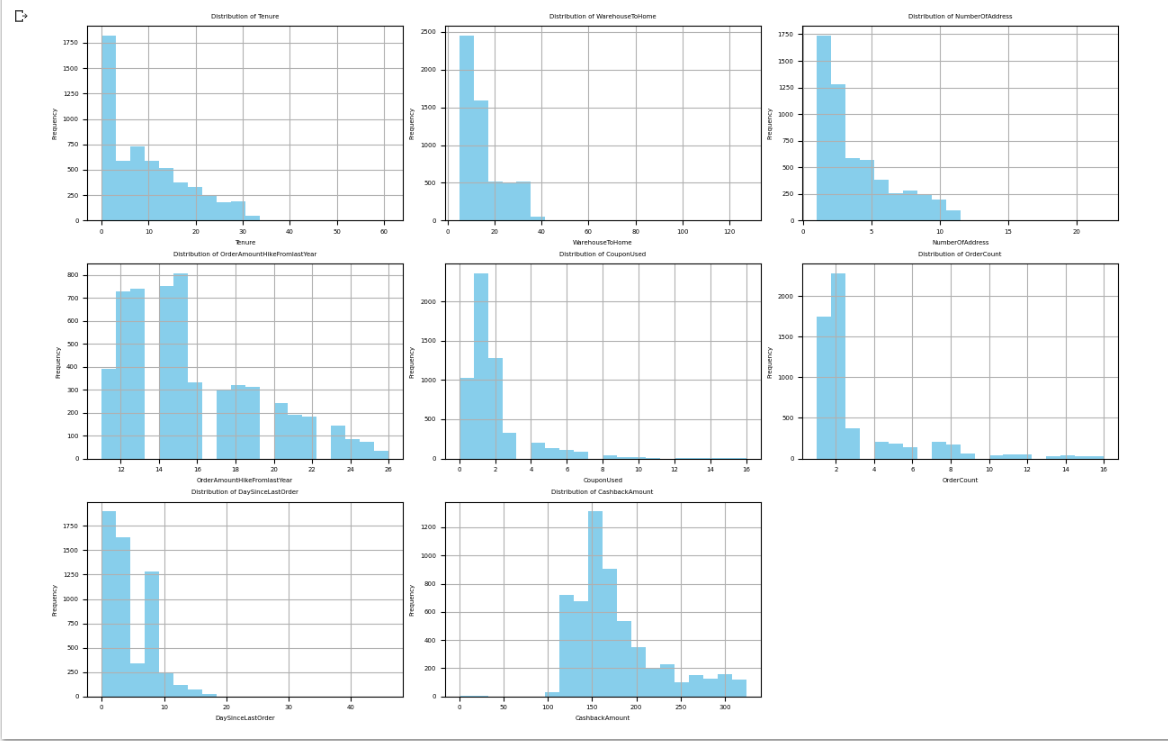 Distribution of Tenure
Frequency
1750
1500
1250
1000
750
500
250
0
0 10 20 30 40 50 60
Tenure
Distribution of WarehouseToHome
Frequency
2500
2000
1500
1000
500
0
0 20 40 60 80 100 120
WarehouseToHome
Distribution of NumberOfAddress
Frequency
1750
1500
1250
1000
750
500
250
0
0 5 10 15 20
NumberOfAddress
Distribution of OrderAmountHikeFromlastYear
Frequency
800
700
600
500
400
300
200
100
0
12 14 16 18 20 22 24 26
OrderAmountHikeFromlastYear
Distribution of CouponUsed
Frequency
2000
1500
1000
500
0
0 2 4 6 8 10 12 14 16
CouponUsed
Distribution of OrderCount
Frequency
2000
1500
1000
500
0
2 4 6 8 10 12 14 16
OrderCount
Distribution of DaySinceLastOrder
Frequency
1750
1500
1250
1000
750
500
250
0
0 10 20 30 40
DaySinceLastOrder
Distribution of CashbackAmount
Frequency
1200
1000
800
600
400
200
0
0 50 100 150 200 250 300
CashbackAmount